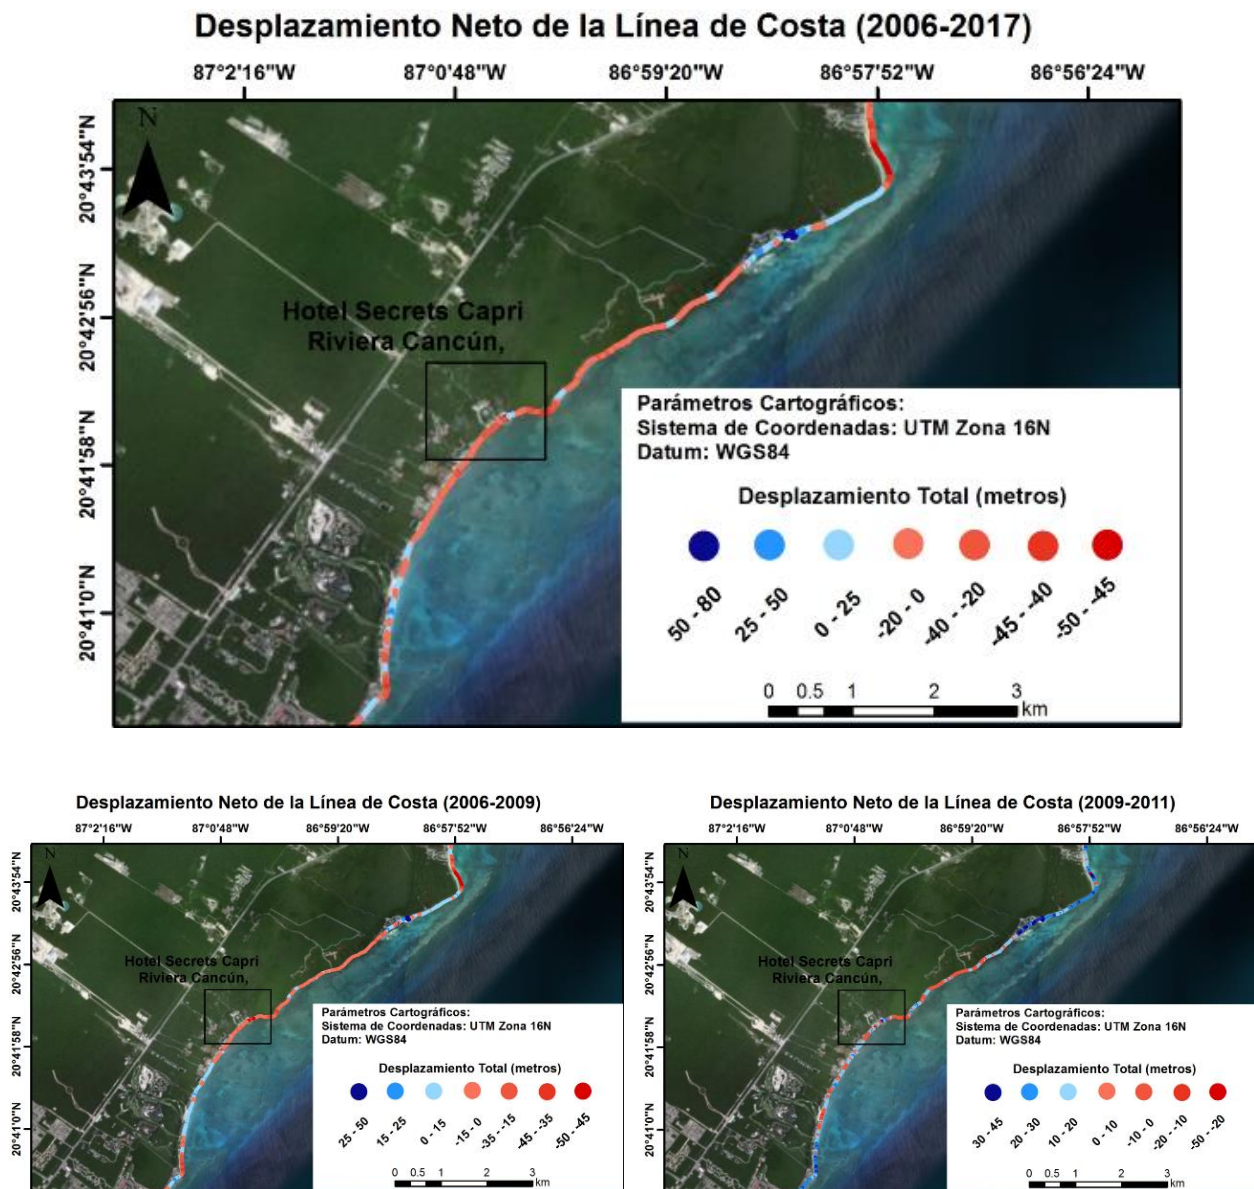 Desplazamiento Neto de la Línea de Costa (2006-2017)
87°2'16"W 87°0'48"W 86°59'20"W 86°57'52"W 86°56'24"W
N
20°43'54"N
20°42'56"N
20°41'58"N
20°41'0"N
Hotel Secrets Capri
Riviera Cancún,
Parámetros Cartográficos:
Sistema de Coordenadas: UTM Zona 16N
Datum: WGS84
Desplazamiento Total (metros)
50 - 80 25 - 50 0 - 25 -20 - 0 -40 - -20 -45 - -40 -50 - -45
0 0.5 1 2 3
km
Desplazamiento Neto de la Línea de Costa (2006-2009)
87°2'16"W 87°0'48"W 86°59'20"W 86°57'52"W 86°56'24"W
N
20°43'54"N
20°42'56"N
20°41'58"N
20°41'0"N
Hotel Secrets Capri
Riviera Cancún,
Parámetros Cartográficos:
Sistema de Coordenadas: UTM Zona 16N
Datum: WGS84
Desplazamiento Total (metros)
25 - 50 15 - 25 0 - 15 -15 - 0 -35 - -15 -45 - -35 -50 - -45
0 0.5 1 2 3
km
Desplazamiento Neto de la Línea de Costa (2009-2011)
87°2'16"W 87°0'48"W 86°59'20"W 86°57'52"W 86°56'24"W
N
20°43'54"N
20°42'56"N
20°41'58"N
20°41'0"N
Hotel Secrets Capri
Riviera Cancún,
Parámetros Cartográficos:
Sistema de Coordenadas: UTM Zona 16N
Datum: WGS84
Desplazamiento Total (metros)
30 - 45 20 - 30 10 - 20 0 - 10 -10 - 0 -20 - -10 -50 - -20
0 0.5 1 2 3
km